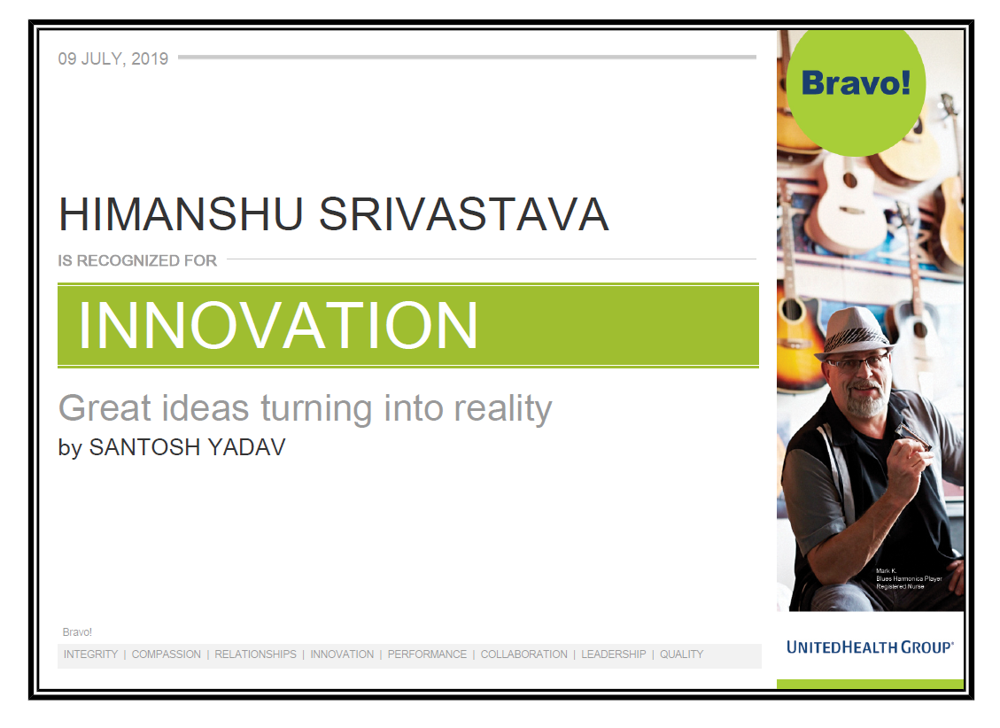 09 JULY, 2019
Bravo!
HIMANSHU SRIVASTAVA
IS RECOGNIZED FOR
INNOVATION
Great ideas turning into reality
by SANTOSH YADAV
Mark K.
Blues Harmonica Player
Registered Nurse
Bravo!
INTEGRITY | COMPASSION | RELATIONSHIPS | INNOVATION | PERFORMANCE | COLLABORATION | LEADERSHIP | QUALITY
UNITEDHEALTH GROUP®